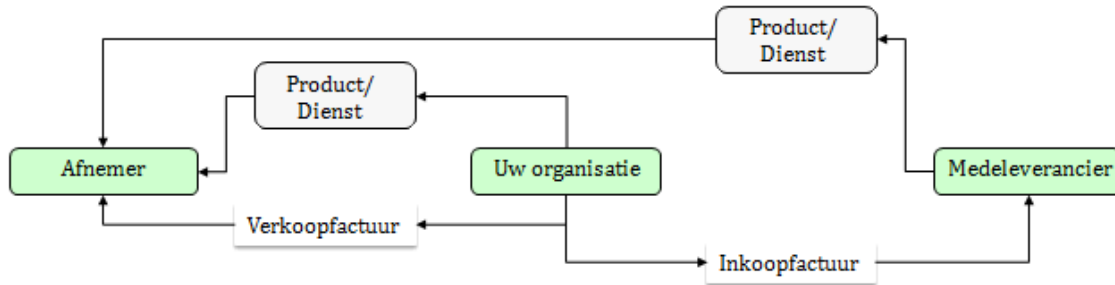 Product/
Dienst
Product/
Dienst
Afnemer
Uw organisatie
Medeleverancier
Verkoopfactuur
Inkoopfactuur